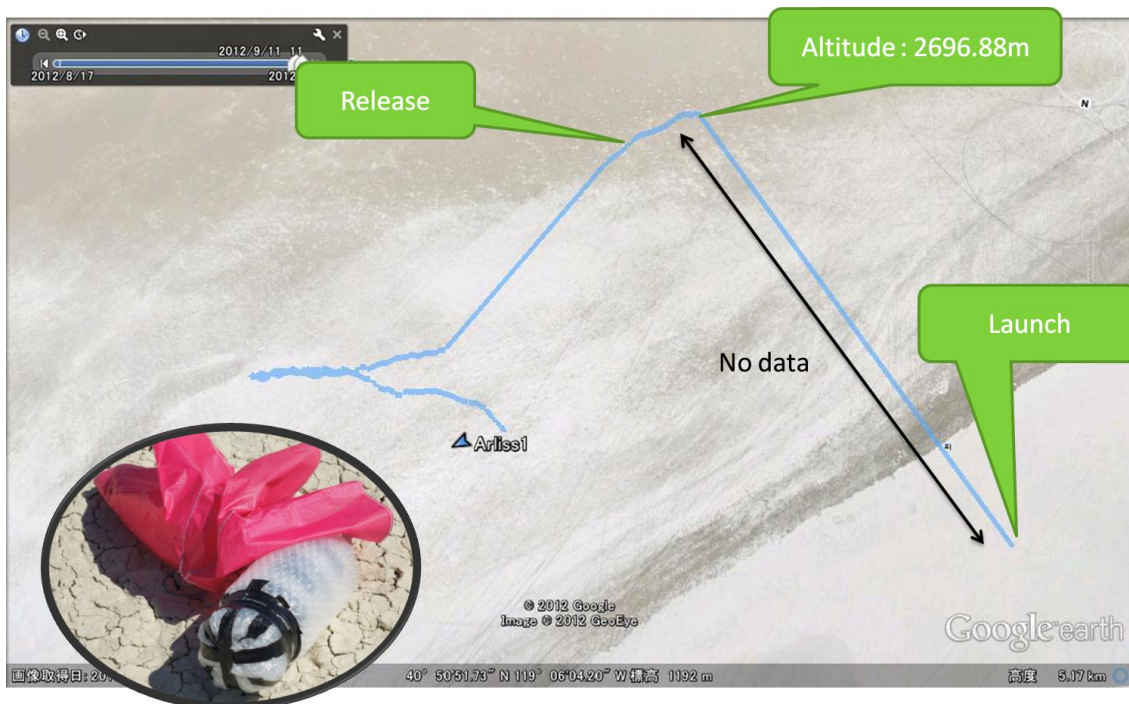 2012/9/11 11
2012/8/17
2012
Altitude : 2696.88m
Release
N
Launch
No data
Arliss1
© 2012 Google
Image © 2012 GeoEye
Google earth
画像取得日: 20
40° 50'51.73" N 119° 06'04.20" W 標高 1192 m
高度 5.17 km